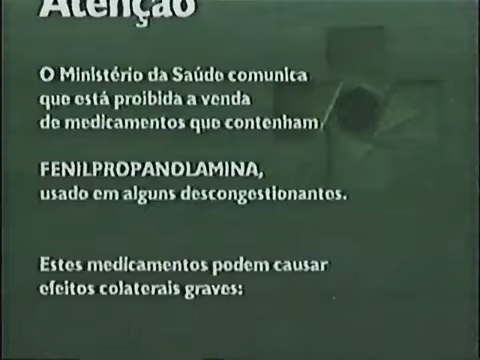 Atenção
O Ministério da Saúde comunica
que está proibida a venda
de medicamentos que contenham
FENILPROPANOLAMINA,
usado em alguns descongestionantes.
Estes medicamentos podem causar
efeitos colaterais graves: